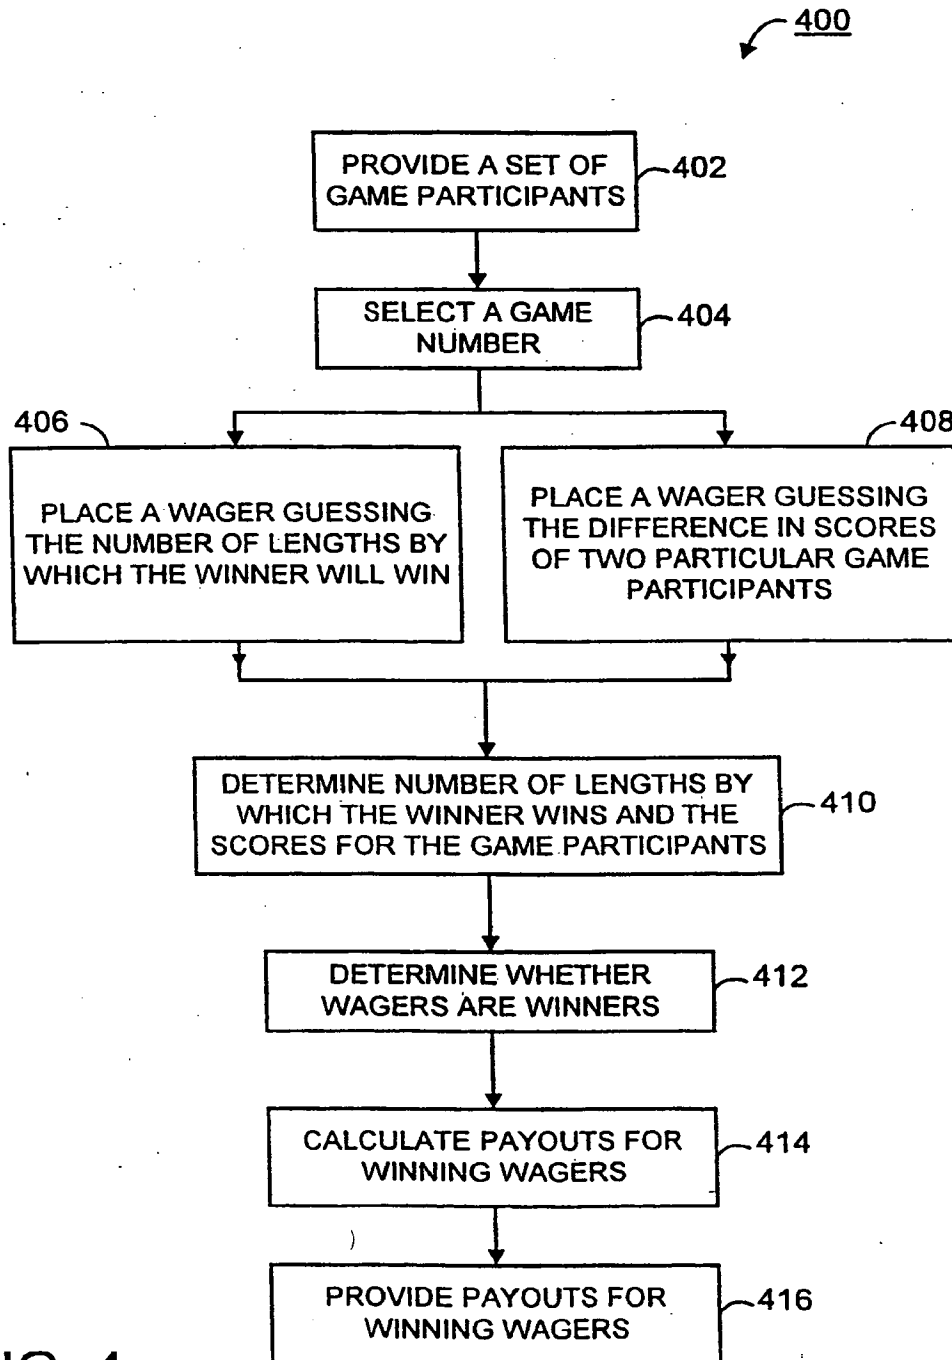 400
PROVIDE A SET OF
GAME PARTICIPANTS
402
SELECT A GAME
NUMBER
404
406
PLACE A WAGER GUESSING
THE NUMBER OF LENGTHS BY
WHICH THE WINNER WILL WIN
408
PLACE A WAGER GUESSING
THE DIFFERENCE IN SCORES
OF TWO PARTICULAR GAME
PARTICIPANTS
DETERMINE NUMBER OF LENGTHS BY
WHICH THE WINNER WINS AND THE
SCORES FOR THE GAME PARTICIPANTS
410
DETERMINE WHETHER
WAGERS ARE WINNERS
412
CALCULATE PAYOUTS FOR
WINNING WAGERS
414
PROVIDE PAYOUTS FOR
WINNING WAGERS
416